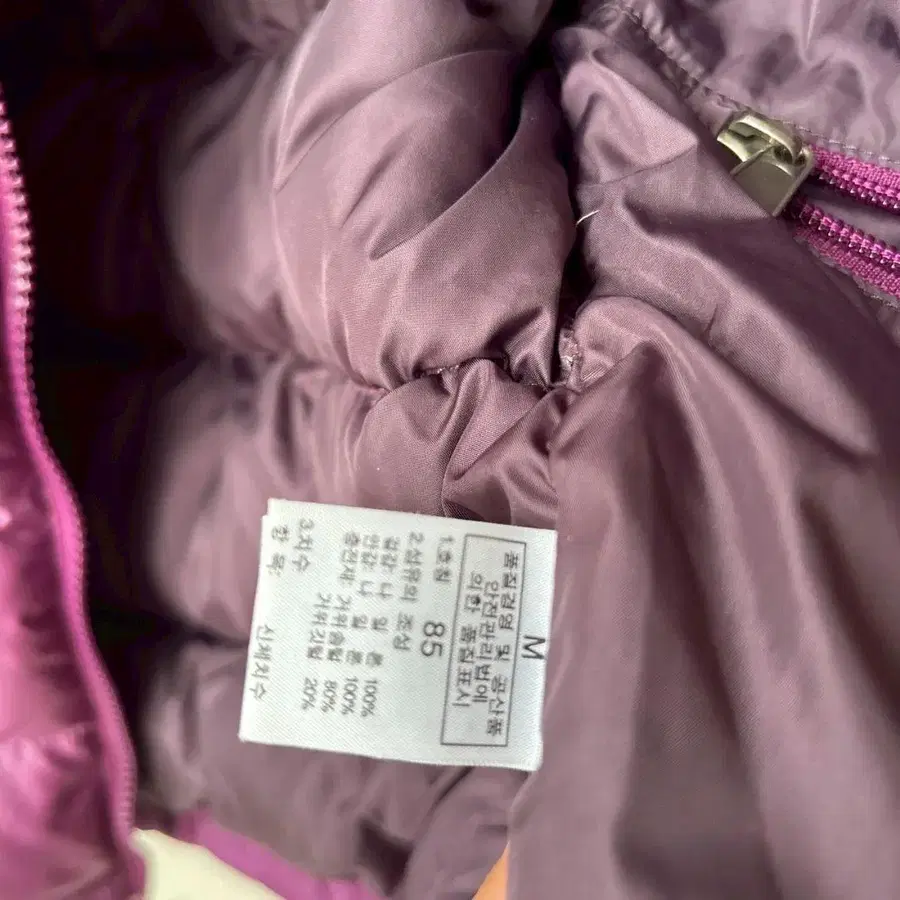 M
품질경영 및 공산품
안전관리법에
의한 품질표시
1.호칭 85
2.섬유의 조성
겉감 나 일 론 100%
안감 나 일 론 100%
충전재 거위솜털 80%
거위깃털 20%
3.치수
항 목 신체치수